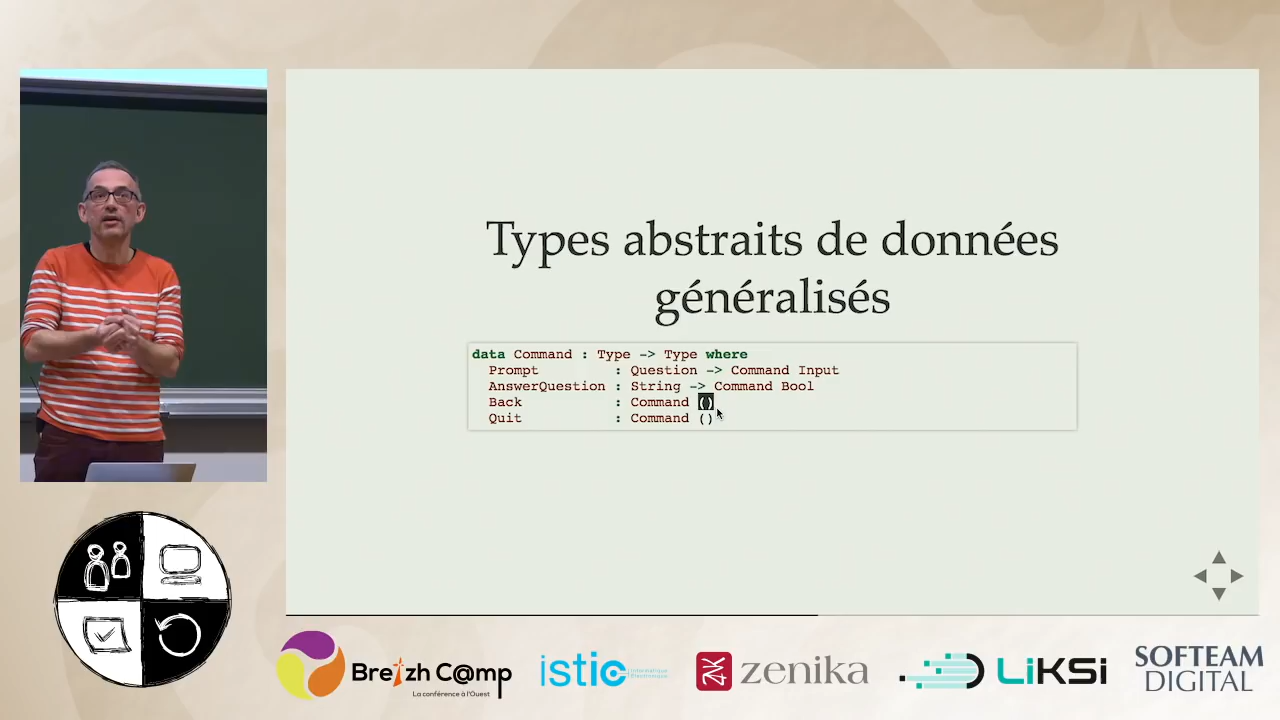 Types abstraits de données
généralisés
data Command : Type -> Type where
Prompt : Question -> Command Input
AnswerQuestion : String -> Command Bool
Back : Command ()
Quit : Command ()
Breizh C@mp
La conférence à l'Ouest
istic Informatique Électronique
zenika
LiKSi
SOFTEAM
DIGITAL